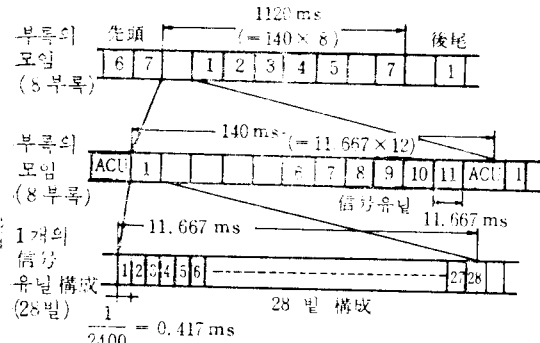 1120 ms
(=140×8)
부록의
모임
(8부록)
先頭
後尾
6 7 1 2 3 4 5 7 1
140 ms
(=11.667×12)
부록의
모임
(8부록)
ACU 1 6 7 8 9 10 11 ACU 1
信号유닡
11.667 ms
11.667 ms
1개의
信号
유닡構成
(28빌)
1 2 3 4 5 6 27 28
28 빌 構成
1/2400 = 0.417 ms